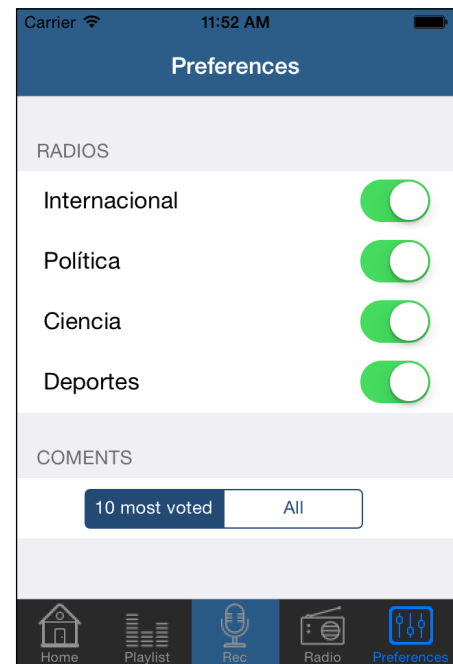 Carrier 11:52 AM
Preferences
RADIOS
Internacional
Política
Ciencia
Deportes
COMENTS
10 most voted All
Home Playlist Rec Radio Preferences